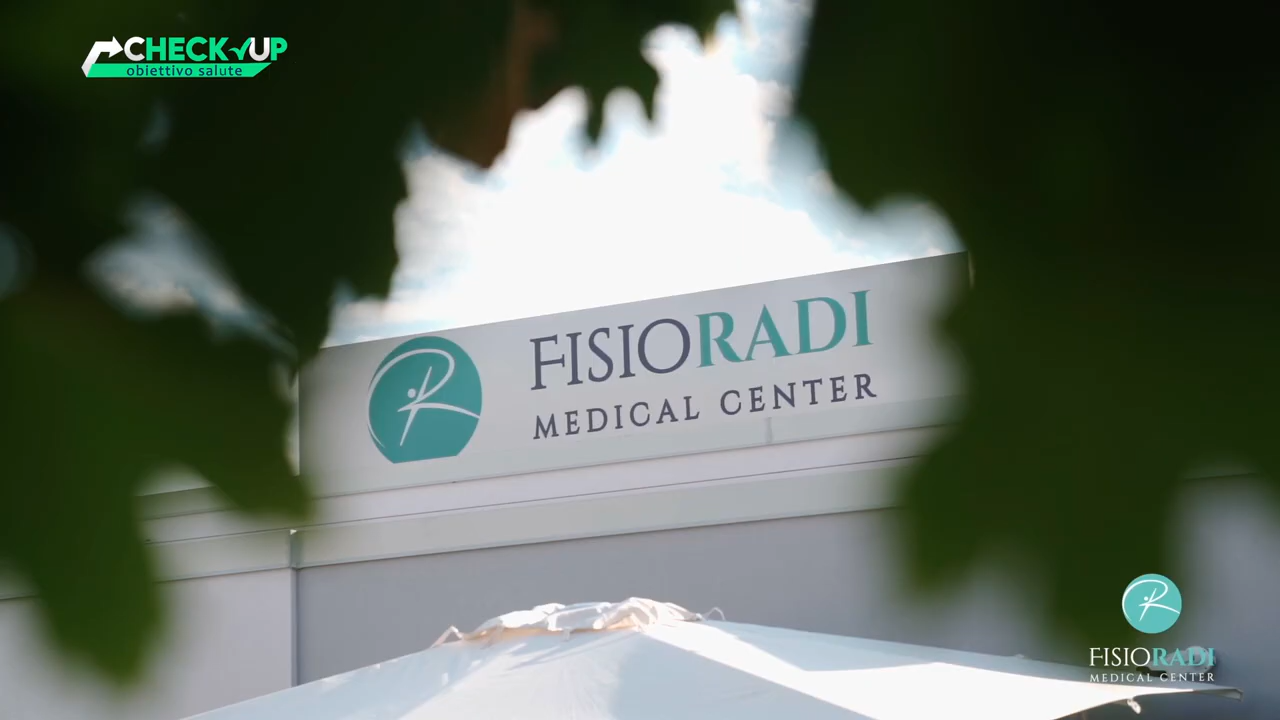 CHECK UP
obiettivo salute
FISIORADI
MEDICAL CENTER
FISIORADI
MEDICAL CENTER